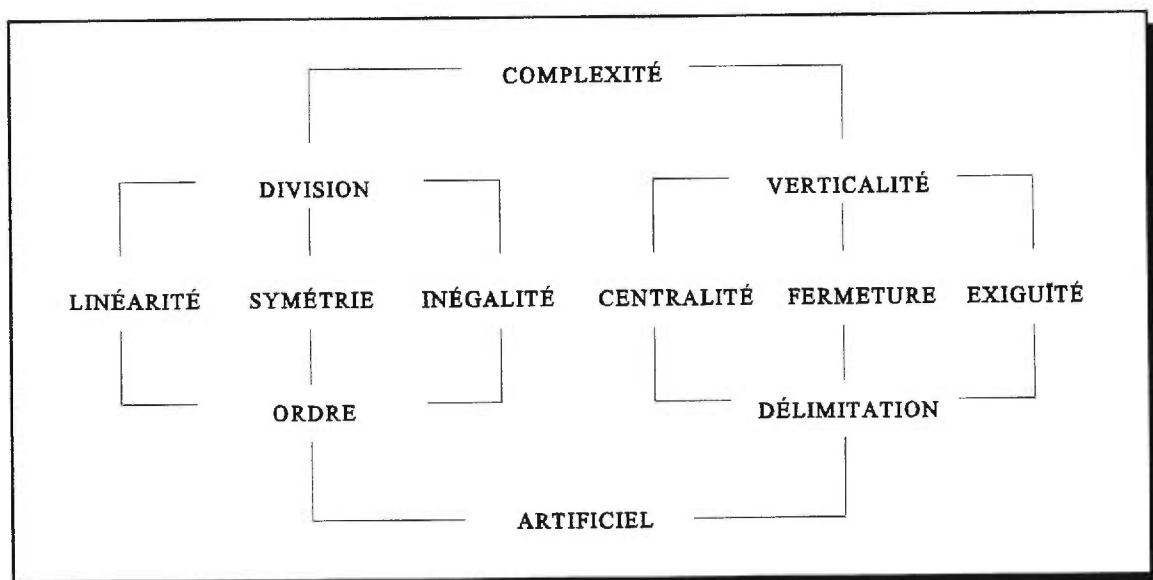 COMPLEXITÉ
DIVISION VERTICALITÉ
LINÉARITÉ SYMÉTRIE INÉGALITÉ CENTRALITÉ FERMETURE EXIGUÏTÉ
ORDRE DÉLIMITATION
ARTIFICIEL